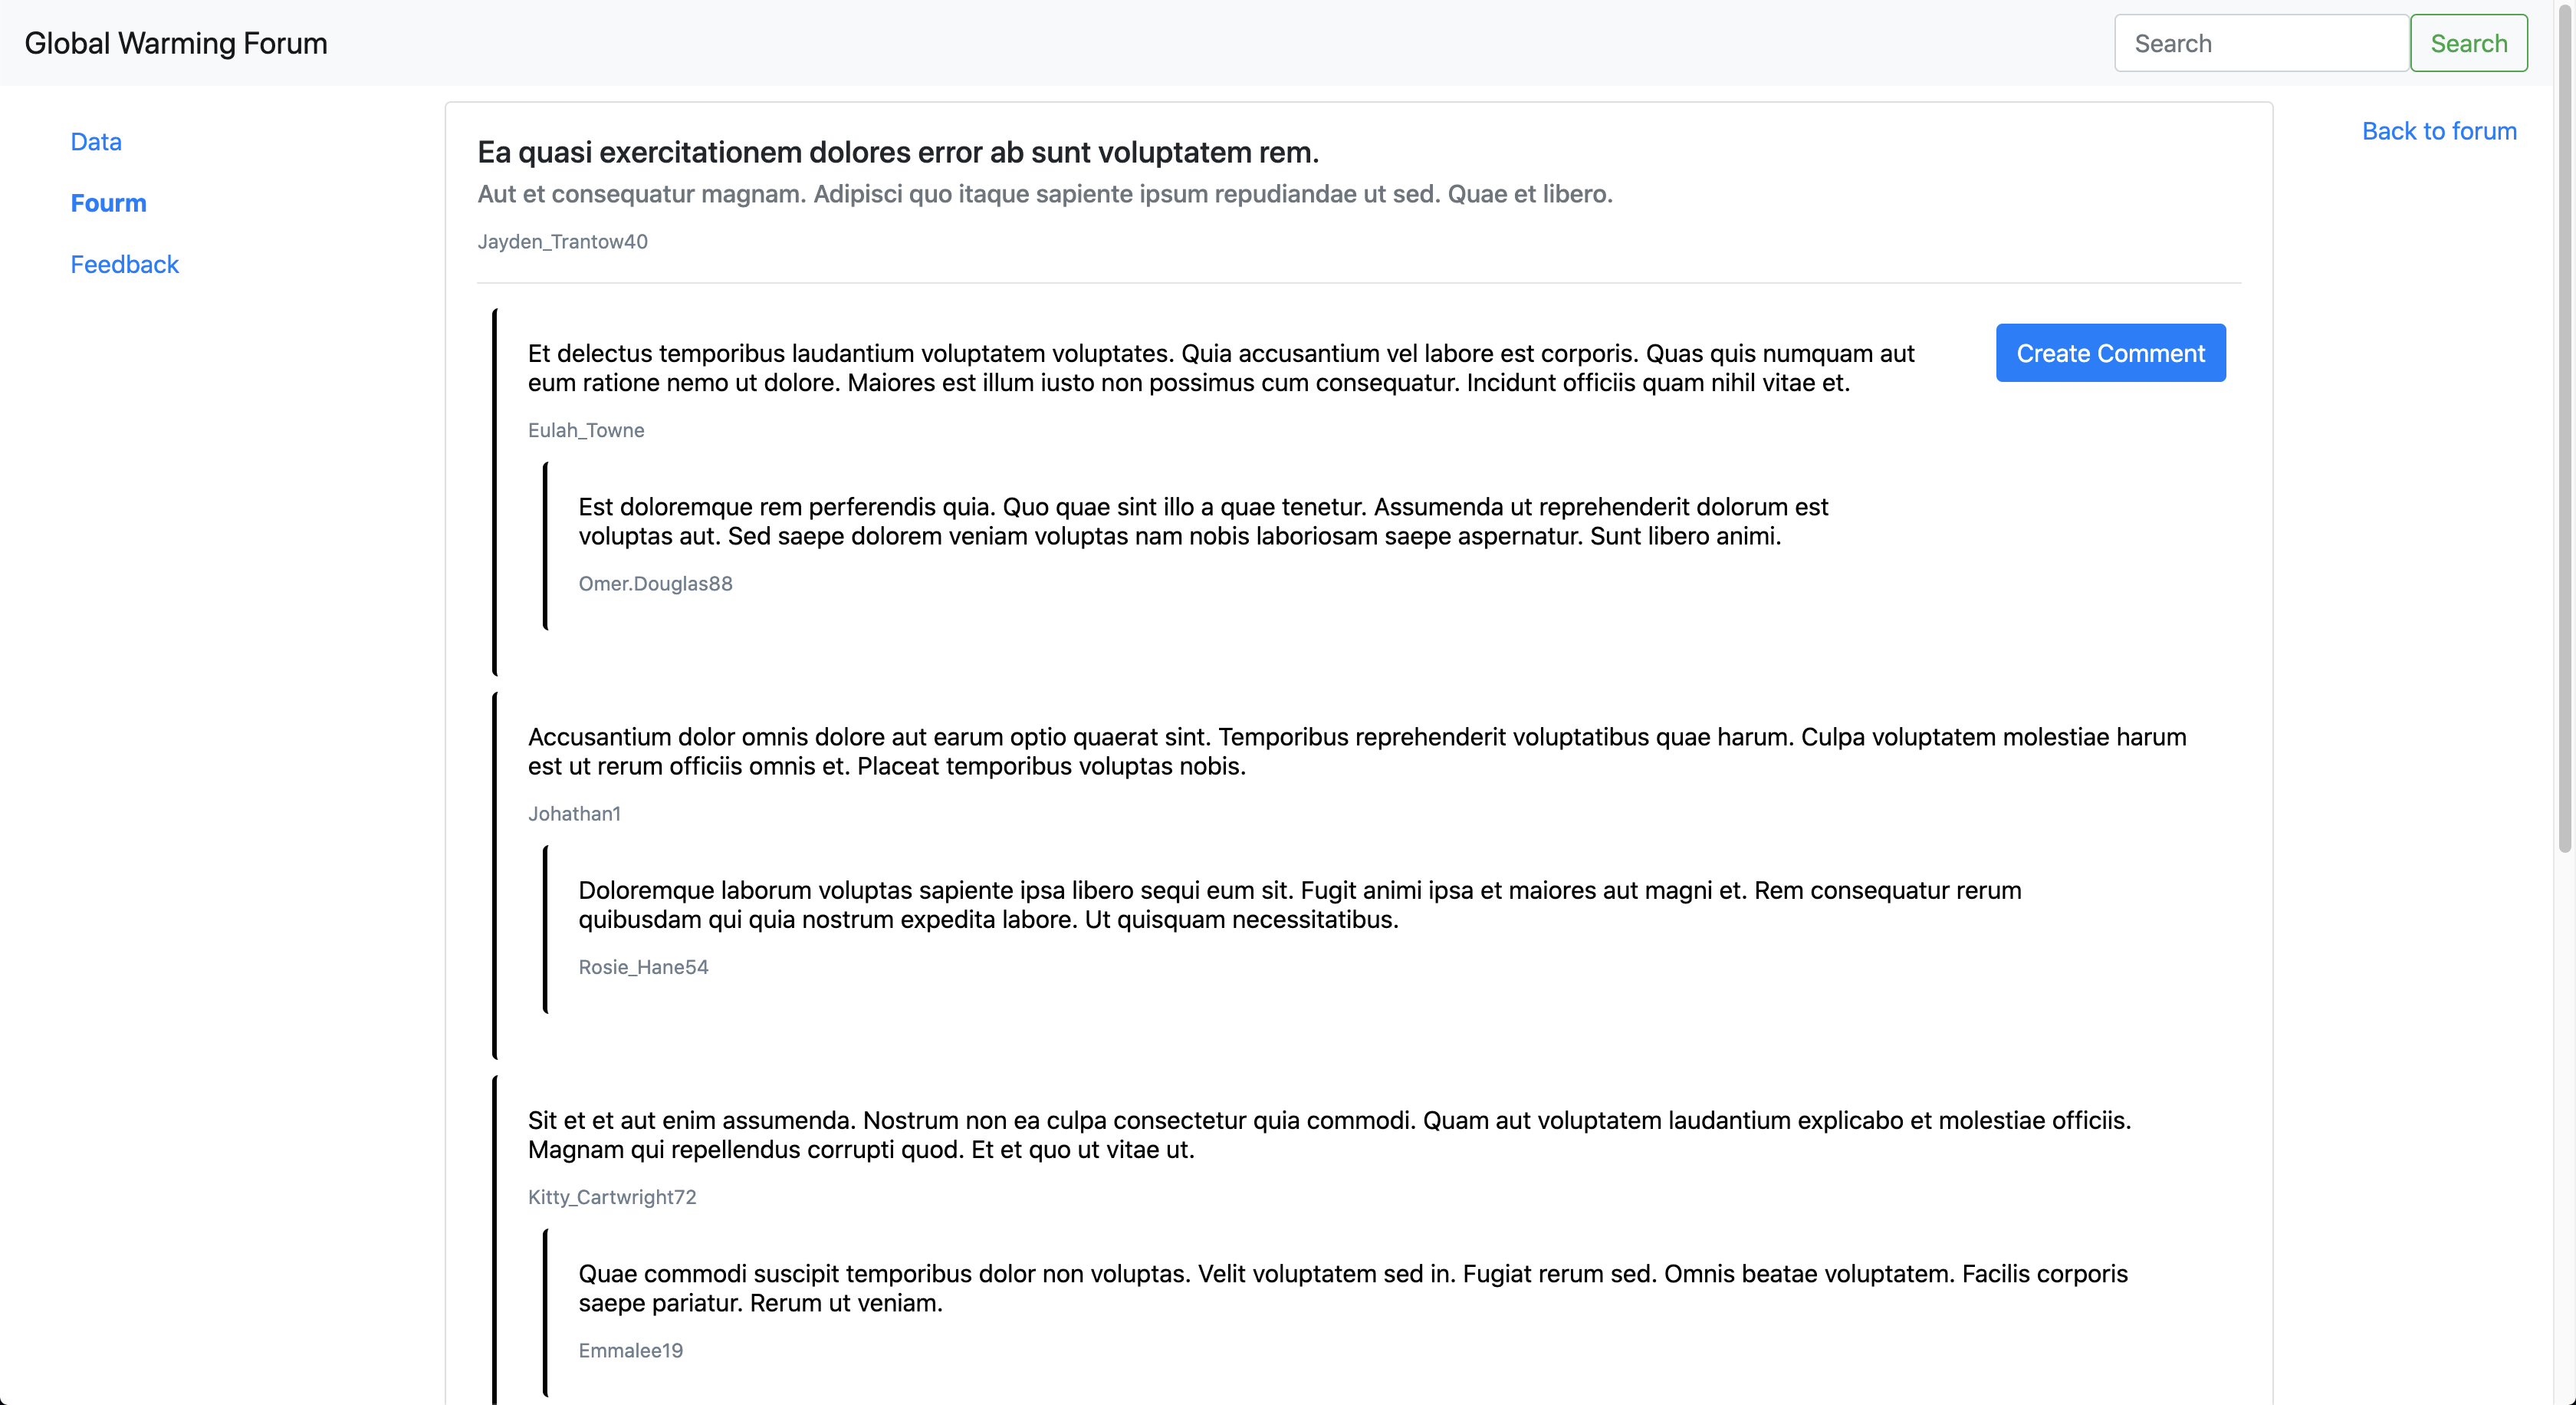 Global Warming Forum
Search
Search
Data
Fourm
Feedback
Back to forum
Ea quasi exercitationem dolores error ab sunt voluptatem rem.
Aut et consequatur magnam. Adipisci quo itaque sapiente ipsum repudiandae ut sed. Quae et libero.
Jayden_Trantow40
Create Comment
Et delectus temporibus laudantium voluptatem voluptates. Quia accusantium vel labore est corporis. Quas quis numquam aut
eum ratione nemo ut dolore. Maiores est illum iusto non possimus cum consequatur. Incidunt officiis quam nihil vitae et.
Eulah_Towne
Est doloremque rem perferendis quia. Quo quae sint illo a quae tenetur. Assumenda ut reprehenderit dolorum est
voluptas aut. Sed saepe dolorem veniam voluptas nam nobis laboriosam saepe aspernatur. Sunt libero animi.
Omer.Douglas88
Accusantium dolor omnis dolore aut earum optio quaerat sint. Temporibus reprehenderit voluptatibus quae harum. Culpa voluptatem molestiae harum
est ut rerum officiis omnis et. Placeat temporibus voluptas nobis.
Johathan1
Doloremque laborum voluptas sapiente ipsa libero sequi eum sit. Fugit animi ipsa et maiores aut magni et. Rem consequatur rerum
quibusdam qui quia nostrum expedita labore. Ut quisquam necessitatibus.
Rosie_Hane54
Sit et et aut enim assumenda. Nostrum non ea culpa consectetur quia commodi. Quam aut voluptatem laudantium explicabo et molestiae officiis.
Magnam qui repellendus corrupti quod. Et et quo ut vitae ut.
Kitty_Cartwright72
Quae commodi suscipit temporibus dolor non voluptas. Velit voluptatem sed in. Fugiat rerum sed. Omnis beatae voluptatem. Facilis corporis
saepe pariatur. Rerum ut veniam.
Emmalee19